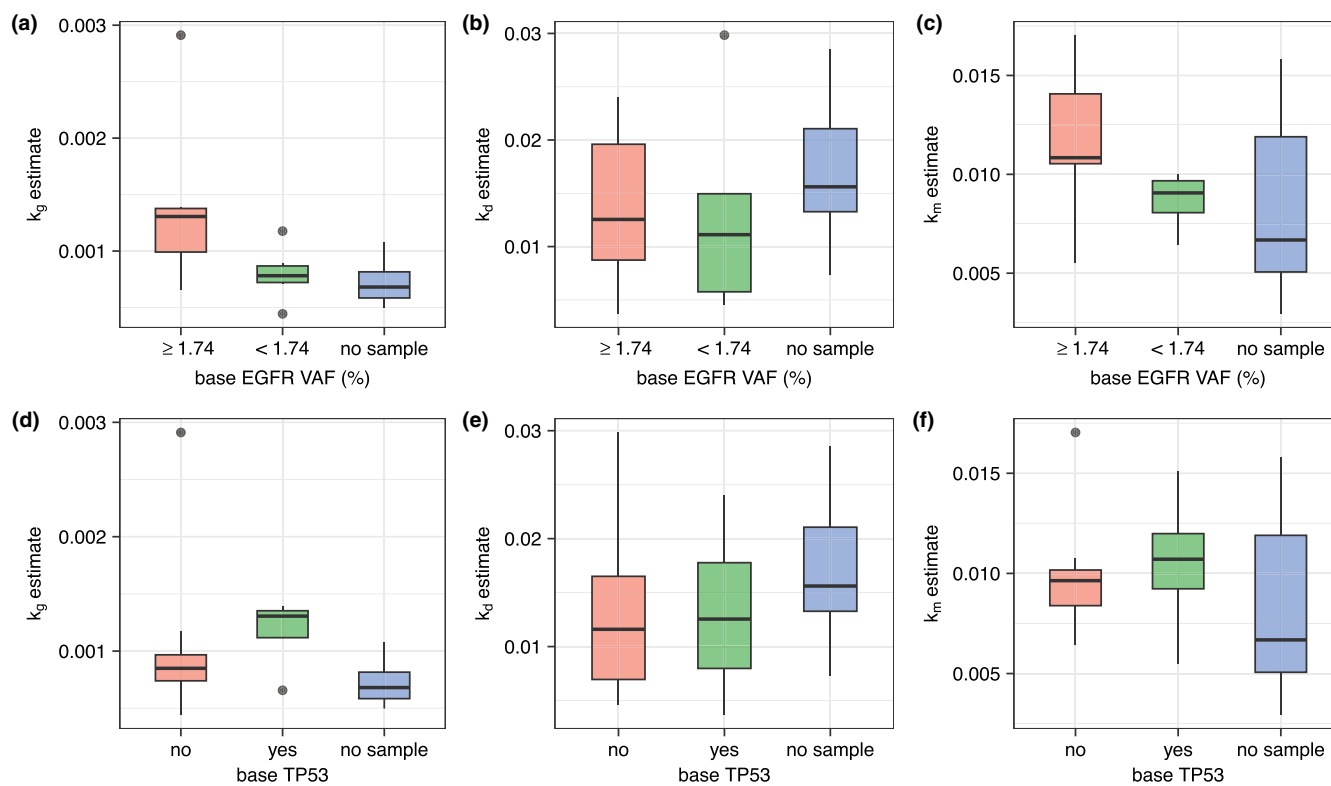 (a)
0.003
0.002
0.001
kg estimate
≥ 1.74 < 1.74 no sample
base EGFR VAF (%)
(b)
0.03
0.02
0.01
kd estimate
≥ 1.74 < 1.74 no sample
base EGFR VAF (%)
(c)
0.015
0.010
0.005
km estimate
≥ 1.74 < 1.74 no sample
base EGFR VAF (%)
(d)
0.003
0.002
0.001
kg estimate
no yes no sample
base TP53
(e)
0.03
0.02
0.01
kd estimate
no yes no sample
base TP53
(f)
0.015
0.010
0.005
km estimate
no yes no sample
base TP53